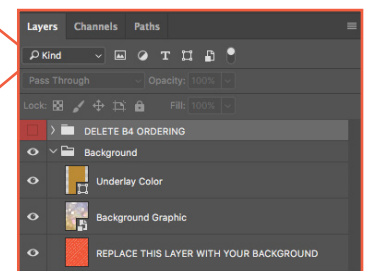 Layers Channels Paths
Kind T
Pass Through Opacity: 100%
Lock: Fill: 100%
DELETE B4 ORDERING
Background
Underlay Color
Background Graphic
REPLACE THIS LAYER WITH YOUR BACKGROUND